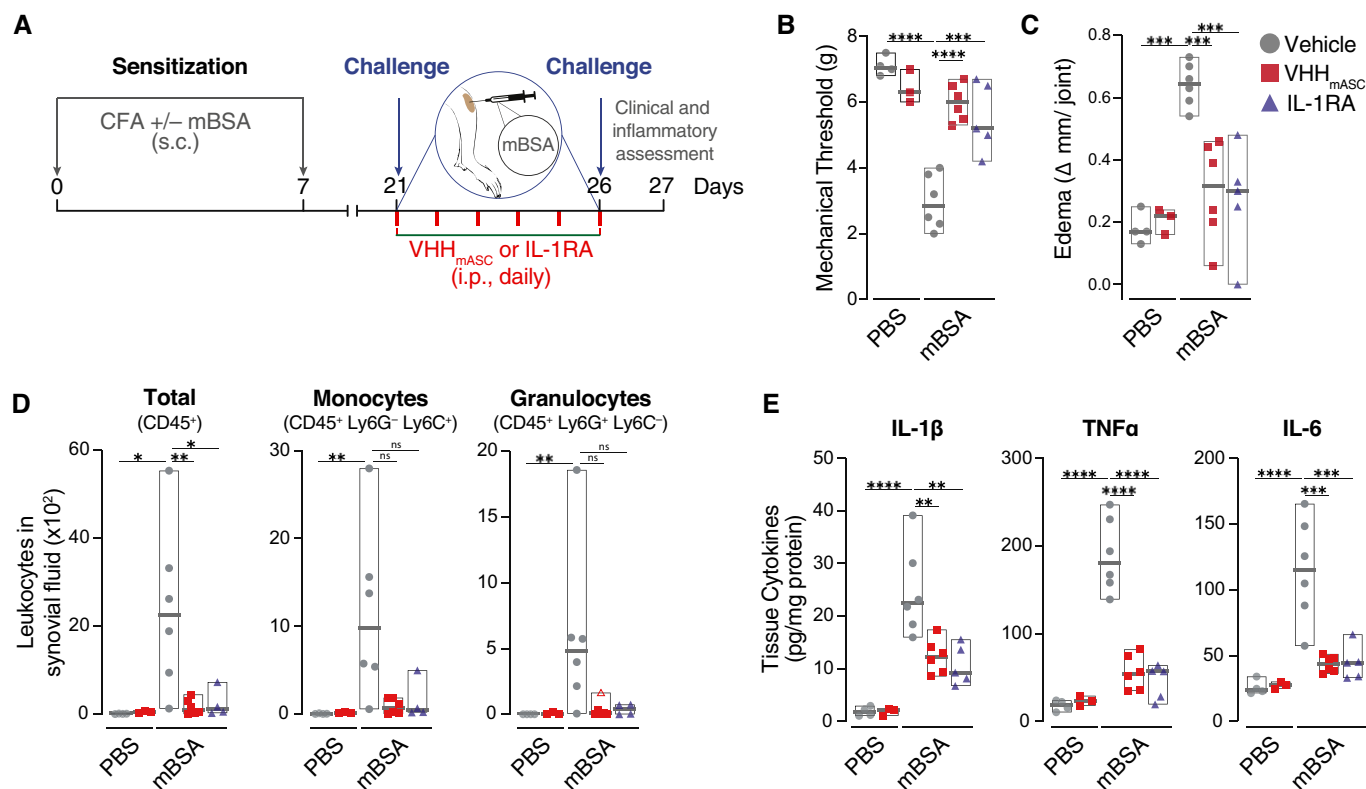 A
Sensitization
CFA +/– mBSA
(s.c.)
0
7
Challenge
Challenge
mBSA
Clinical and
inflammatory
assessment
21
26
27
Days
VHHmASC or IL-1RA
(i.p., daily)
B
Mechanical Threshold (g)
8
6
4
2
0
****
***
****
PBS
mBSA
C
Edema (Δ mm/ joint)
0.8
0.6
0.4
0.2
0.0
***
***
***
PBS
mBSA
Vehicle
VHHmASC
IL-1RA
D
Total
(CD45+)
Leukocytes in
synovial fluid (x10²)
60
40
20
0
*
*
**
PBS
mBSA
Monocytes
(CD45+ Ly6G– Ly6C+)
30
20
10
0
**
ns
ns
PBS
mBSA
Granulocytes
(CD45+ Ly6G+ Ly6C–)
20
15
10
5
0
**
ns
ns
PBS
mBSA
E
IL-1β
Tissue Cytokines
(pg/mg protein)
50
40
30
20
10
0
****
**
**
PBS
mBSA
TNFα
300
200
100
0
****
****
****
PBS
mBSA
IL-6
200
150
100
50
0
****
***
***
PBS
mBSA